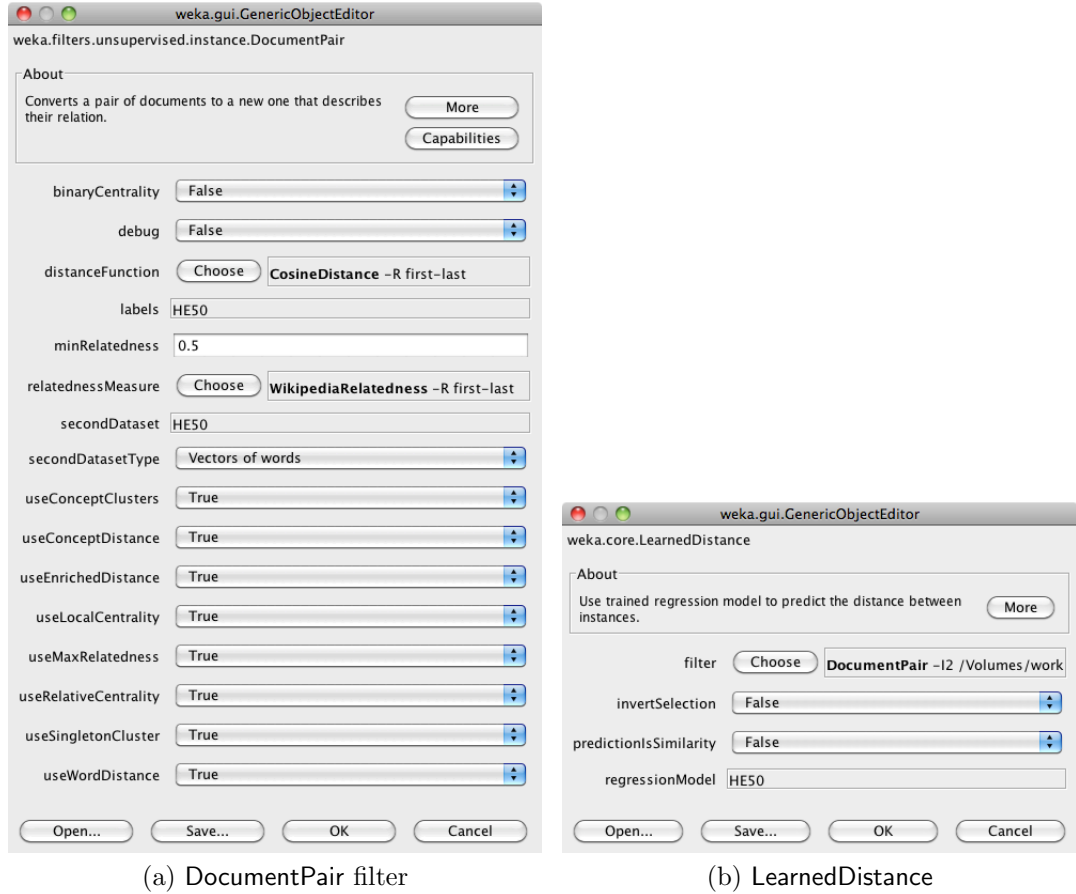 weka.gui.GenericObjectEditor
weka.filters.unsupervised.instance.DocumentPair
About
Converts a pair of documents to a new one that describes
their relation.
More
Capabilities
binaryCentrality False
debug False
distanceFunction Choose CosineDistance -R first-last
labels HE50
minRelatedness 0.5
relatednessMeasure Choose WikipediaRelatedness -R first-last
secondDataset HE50
secondDatasetType Vectors of words
useConceptClusters True
useConceptDistance True
useEnrichedDistance True
useLocalCentrality True
useMaxRelatedness True
useRelativeCentrality True
useSingletonCluster True
useWordDistance True
Open... Save... OK Cancel
(a) DocumentPair filter
weka.gui.GenericObjectEditor
weka.core.LearnedDistance
About
Use trained regression model to predict the distance between
instances.
More
filter Choose DocumentPair -I2 /Volumes/work
invertSelection False
predictionIsSimilarity False
regressionModel HE50
Open... Save... OK Cancel
(b) LearnedDistance